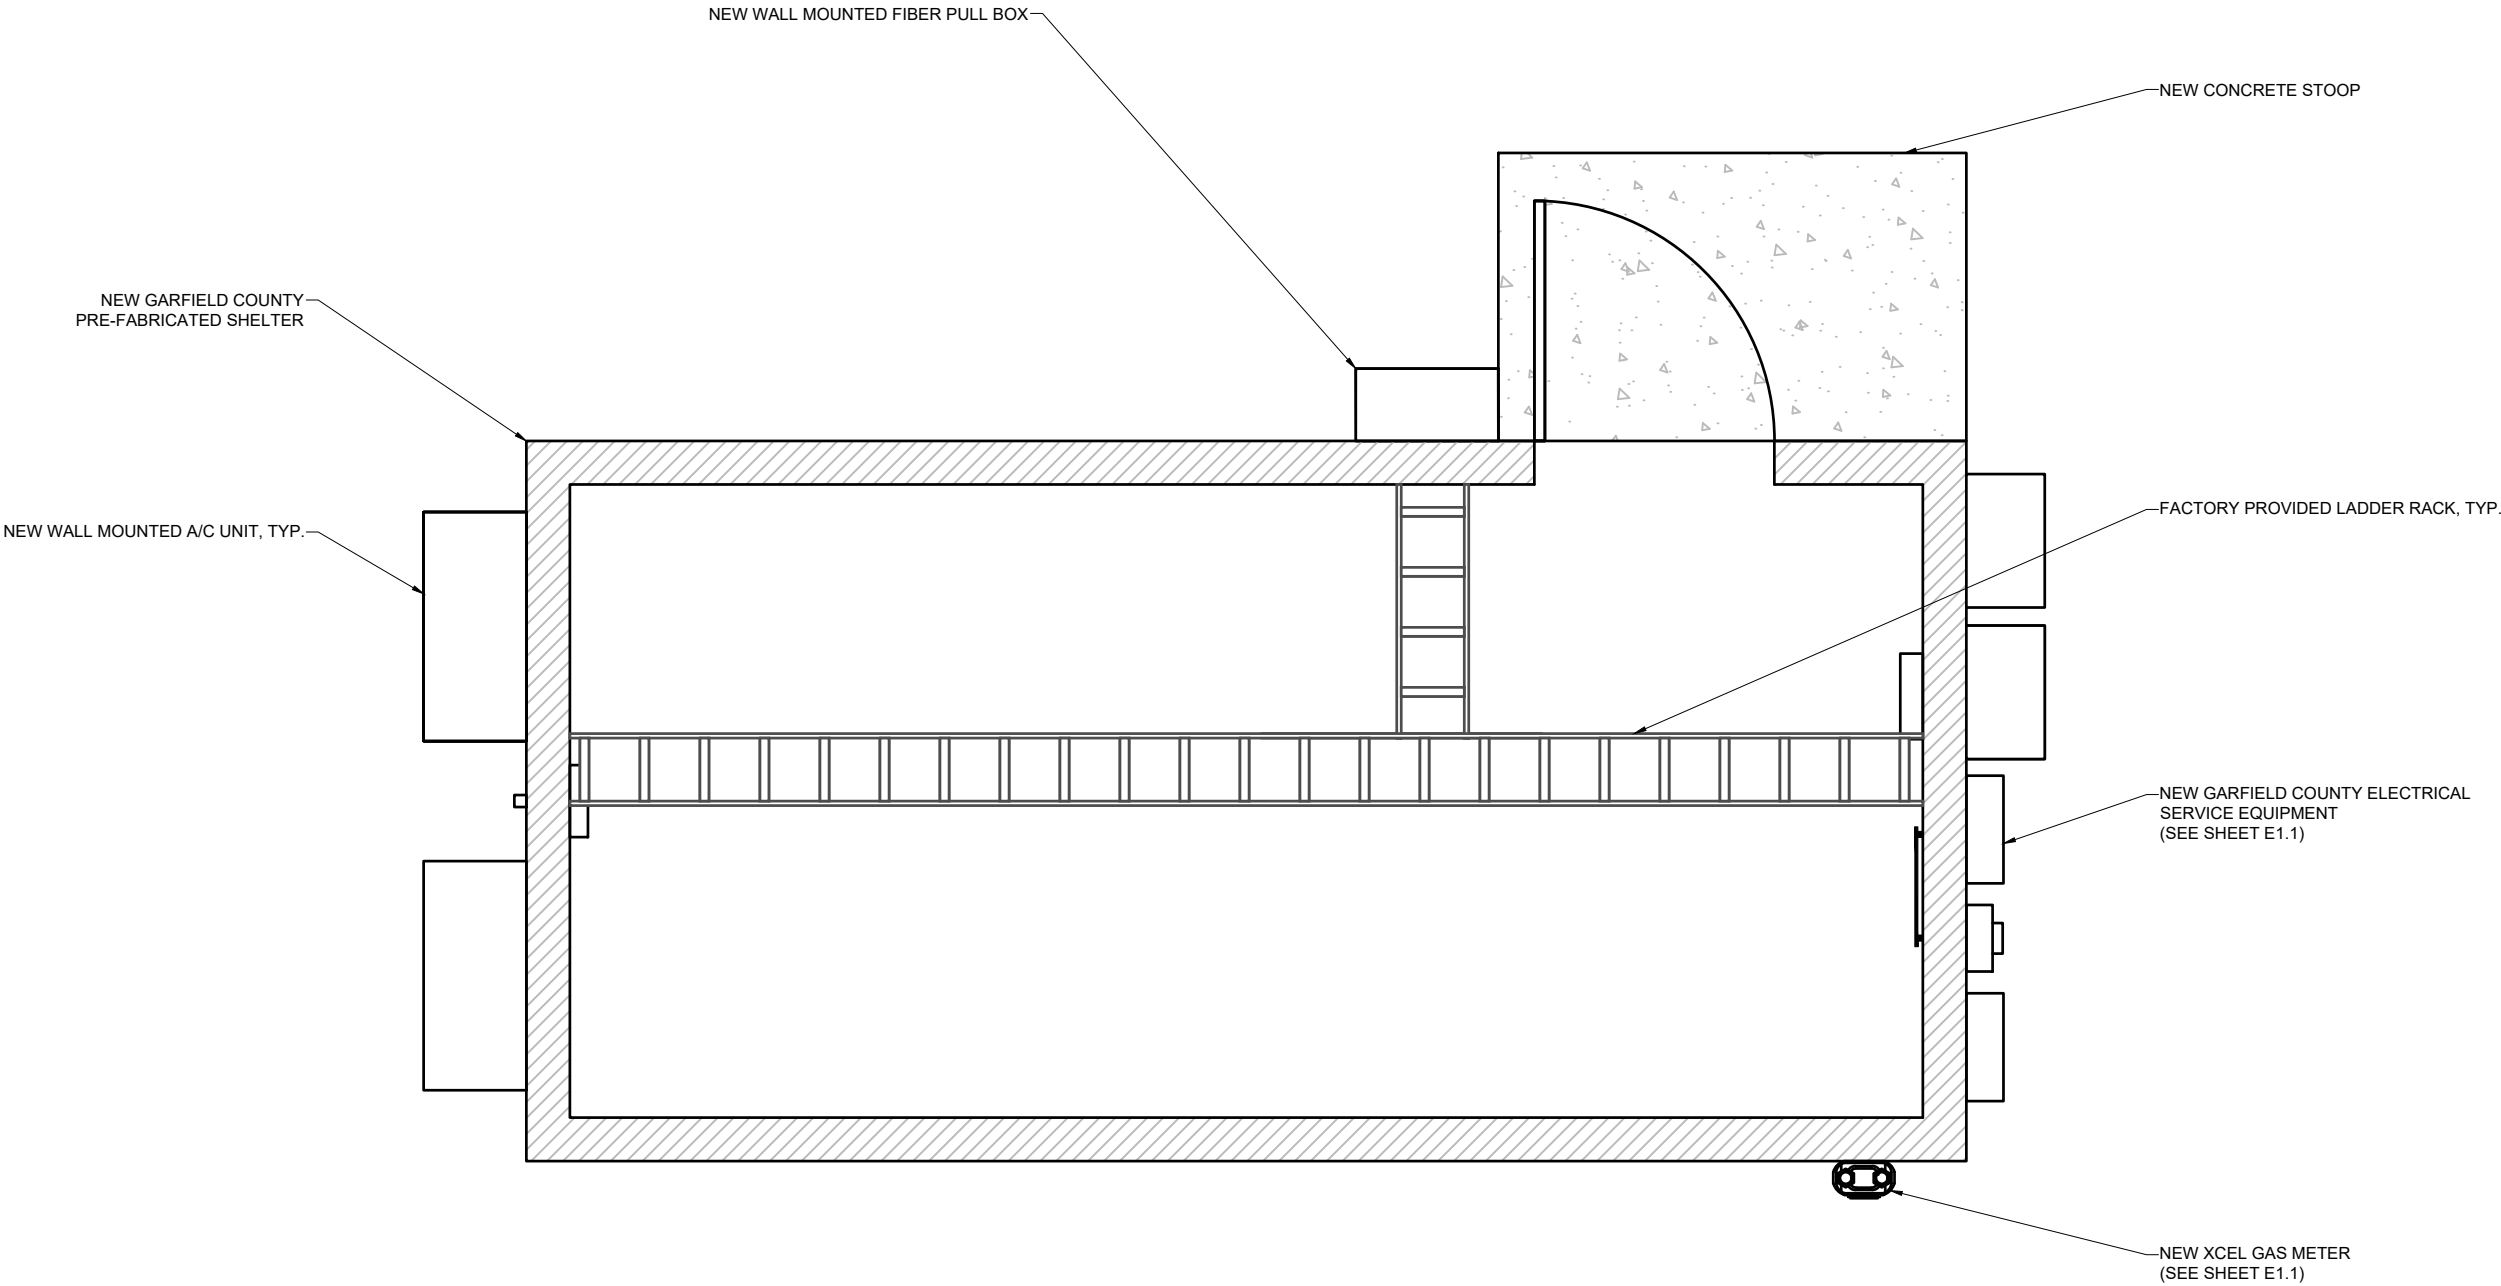 NEW WALL MOUNTED FIBER PULL BOX
NEW CONCRETE STOOP
NEW GARFIELD COUNTY
PRE-FABRICATED SHELTER
FACTORY PROVIDED LADDER RACK, TYP.
NEW WALL MOUNTED A/C UNIT, TYP.
NEW GARFIELD COUNTY ELECTRICAL
SERVICE EQUIPMENT
(SEE SHEET E1.1)
NEW XCEL GAS METER
(SEE SHEET E1.1)